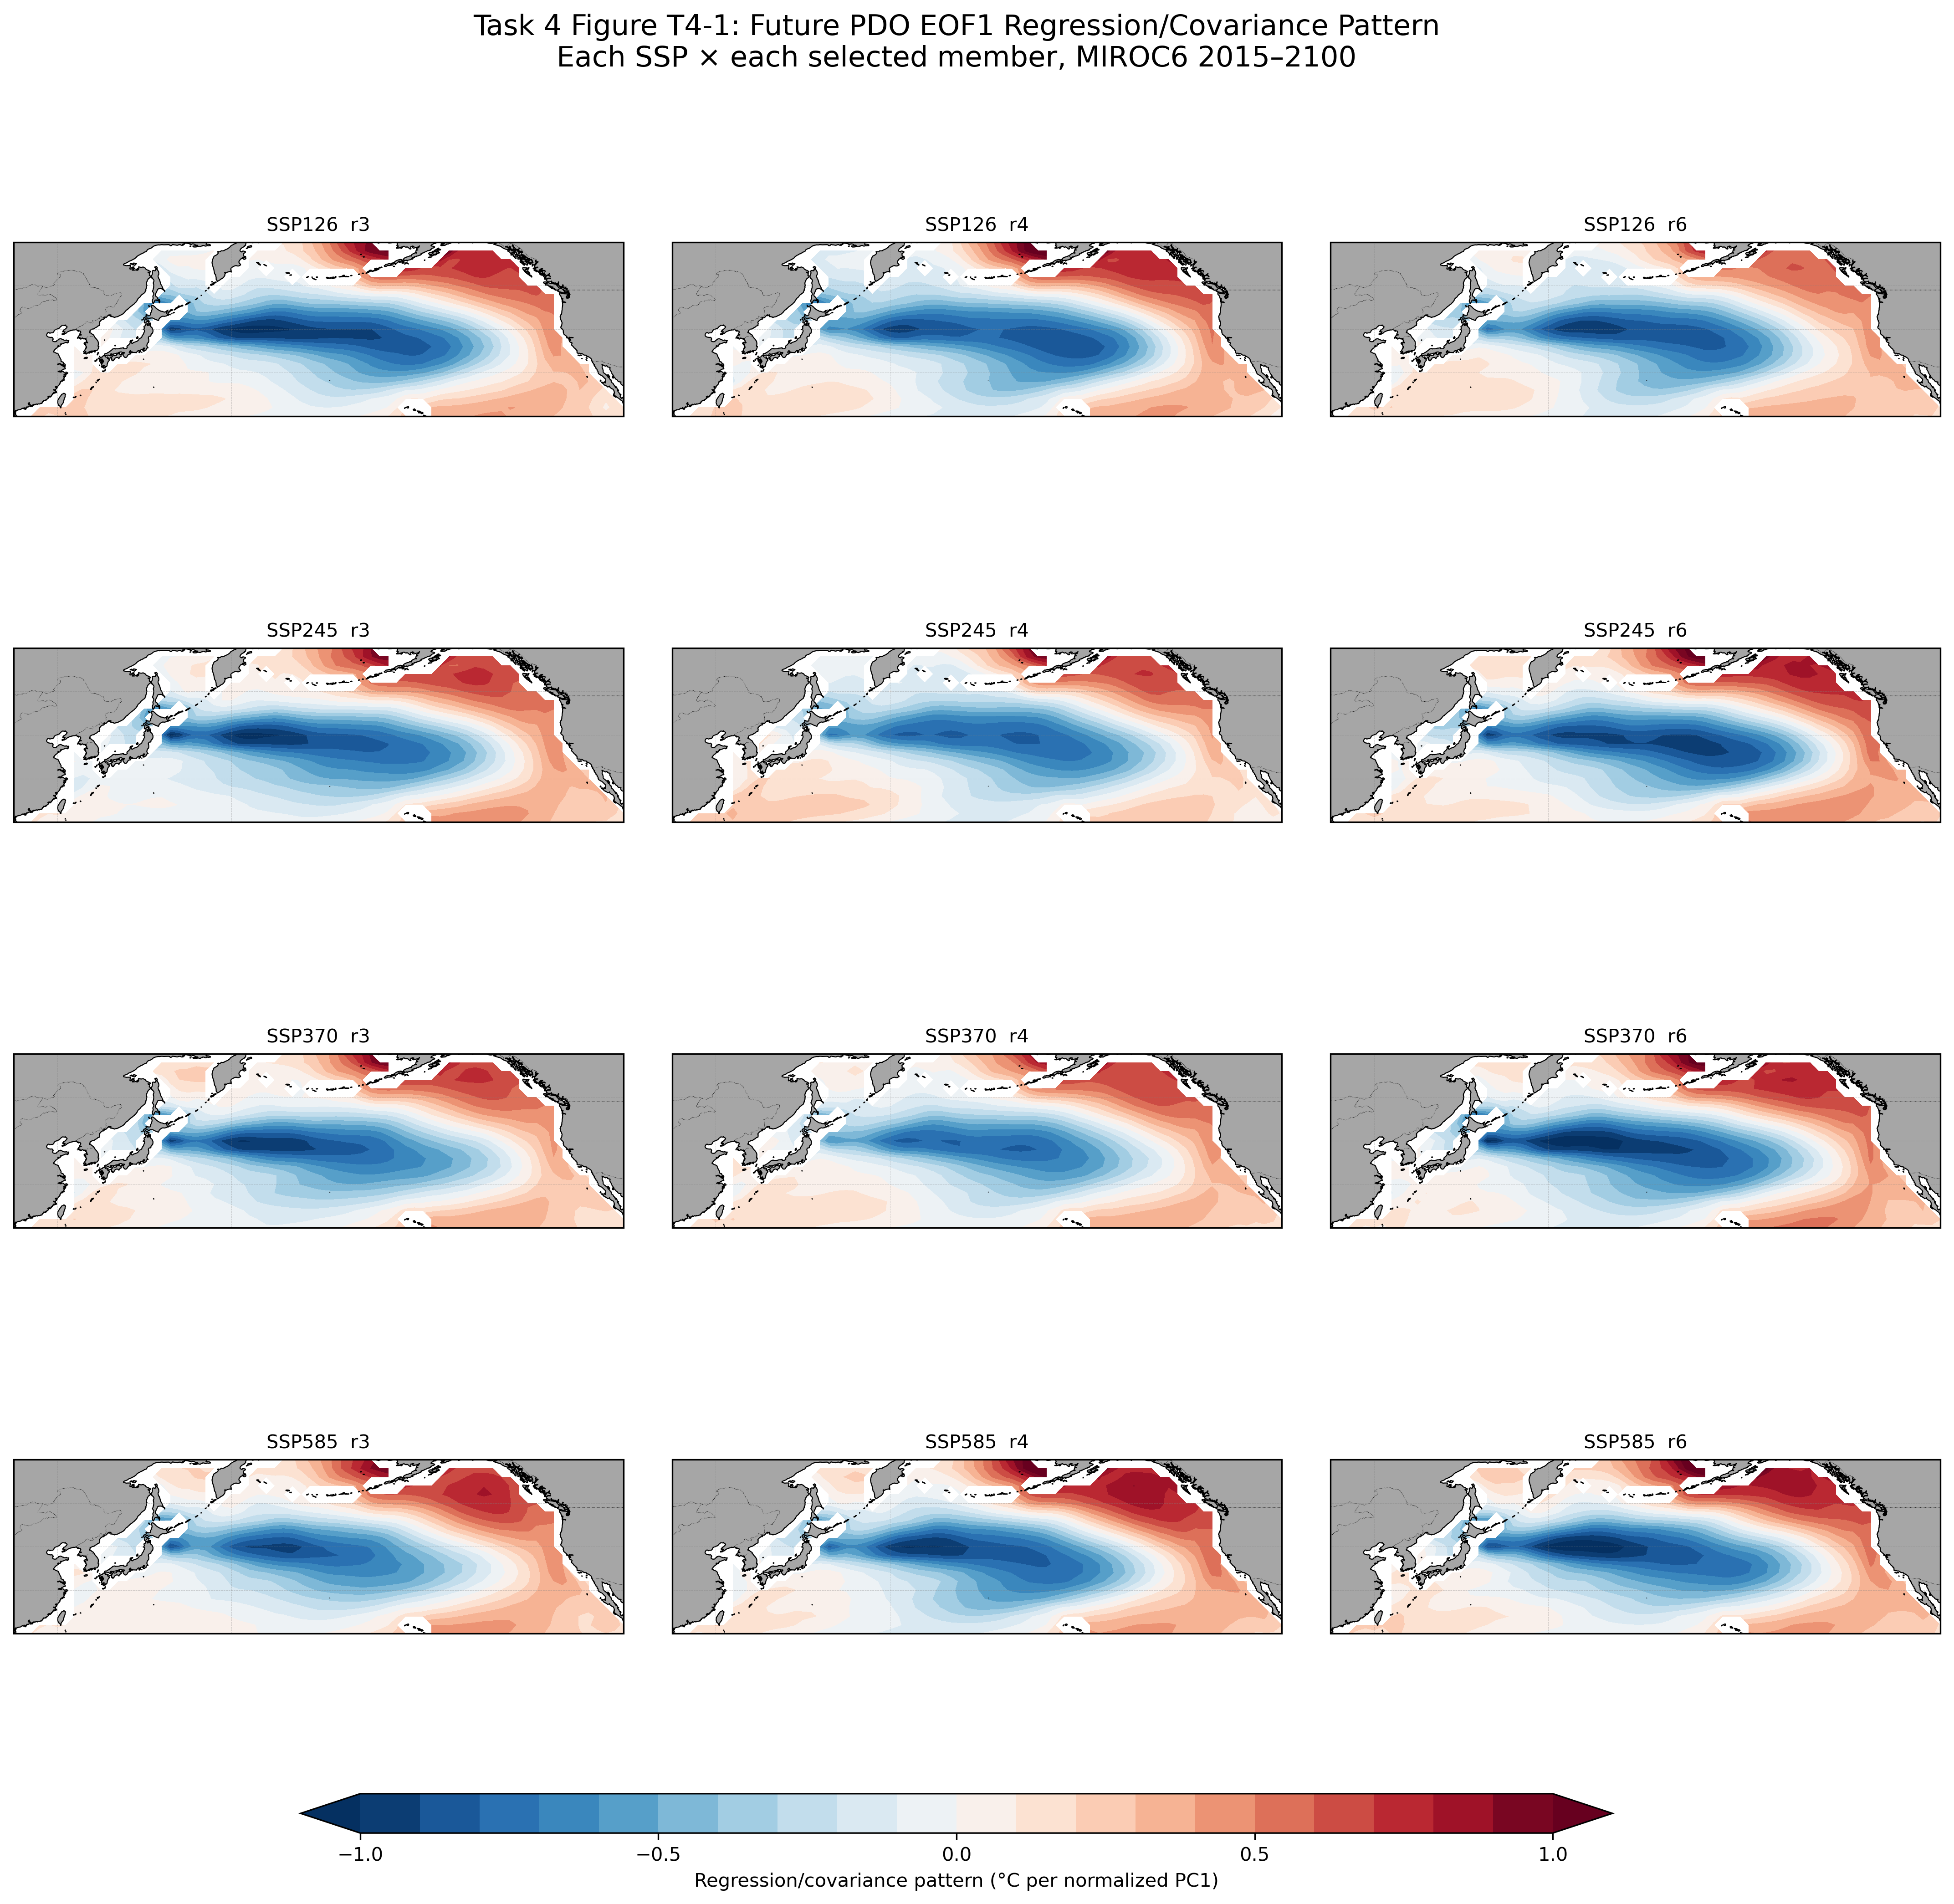 Task 4 Figure T4-1: Future PDO EOF1 Regression/Covariance Pattern
Each SSP × each selected member, MIROC6 2015–2100
SSP126  r3
SSP126  r4
SSP126  r6
SSP245  r3
SSP245  r4
SSP245  r6
SSP370  r3
SSP370  r4
SSP370  r6
SSP585  r3
SSP585  r4
SSP585  r6
−1.0
−0.5
0.0
0.5
1.0
Regression/covariance pattern (°C per normalized PC1)